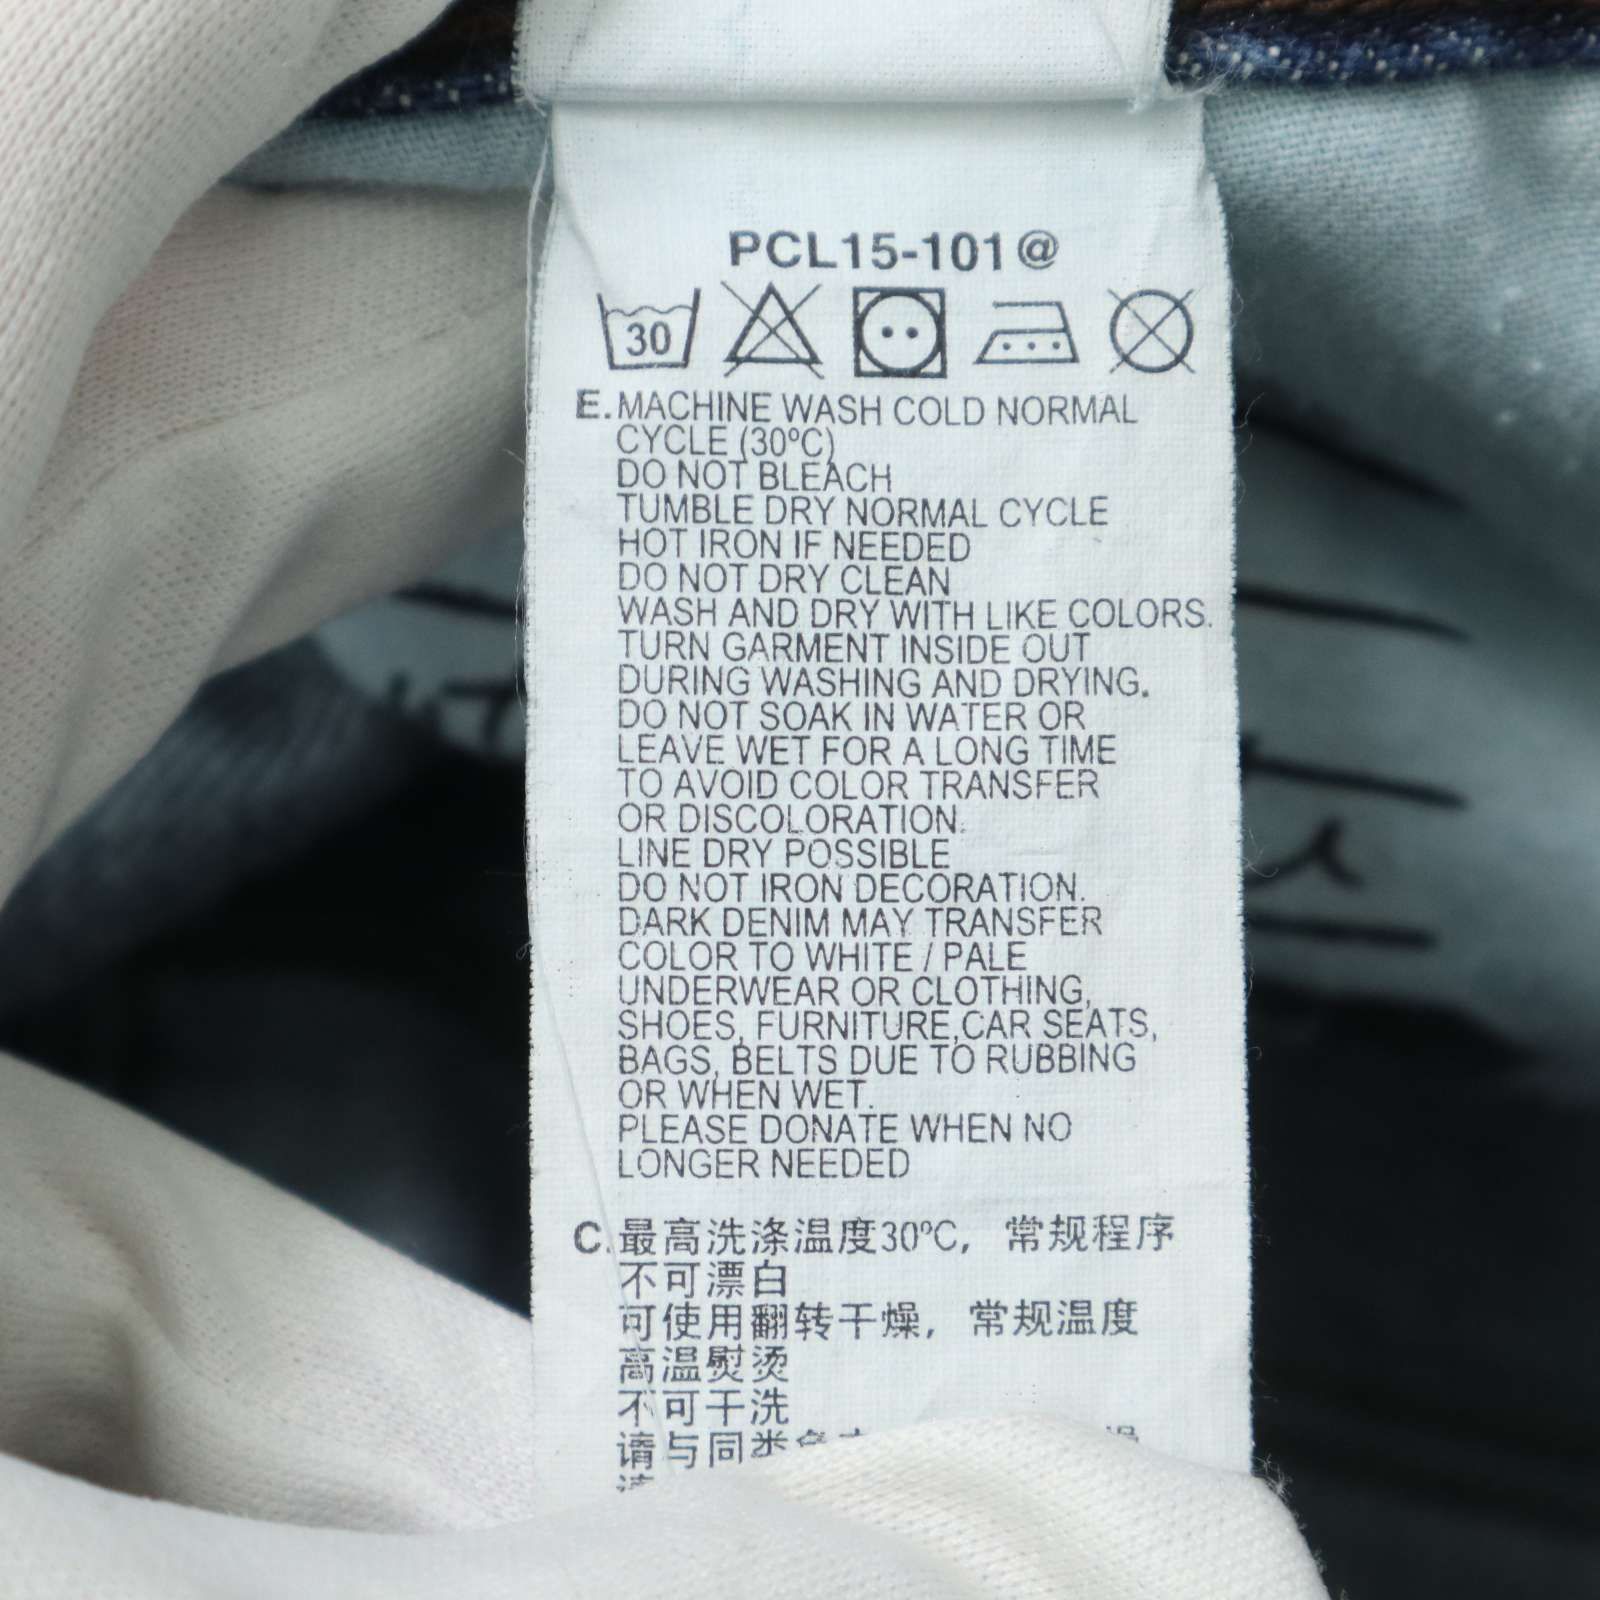 PCL15-101@
30
E. MACHINE WASH COLD NORMAL
CYCLE (30ºC)
DO NOT BLEACH
TUMBLE DRY NORMAL CYCLE
HOT IRON IF NEEDED
DO NOT DRY CLEAN
WASH AND DRY WITH LIKE COLORS.
TURN GARMENT INSIDE OUT
DURING WASHING AND DRYING.
DO NOT SOAK IN WATER OR
LEAVE WET FOR A LONG TIME
TO AVOID COLOR TRANSFER
OR DISCOLORATION.
LINE DRY POSSIBLE
DO NOT IRON DECORATION.
DARK DENIM MAY TRANSFER
COLOR TO WHITE / PALE
UNDERWEAR OR CLOTHING,
SHOES, FURNITURE,CAR SEATS,
BAGS, BELTS DUE TO RUBBING
OR WHEN WET.
PLEASE DONATE WHEN NO
LONGER NEEDED
C. 最高洗涤温度30ºC，常规程序
不可漂白
可使用翻转干燥，常规温度
高温熨烫
不可干洗
请与同类色